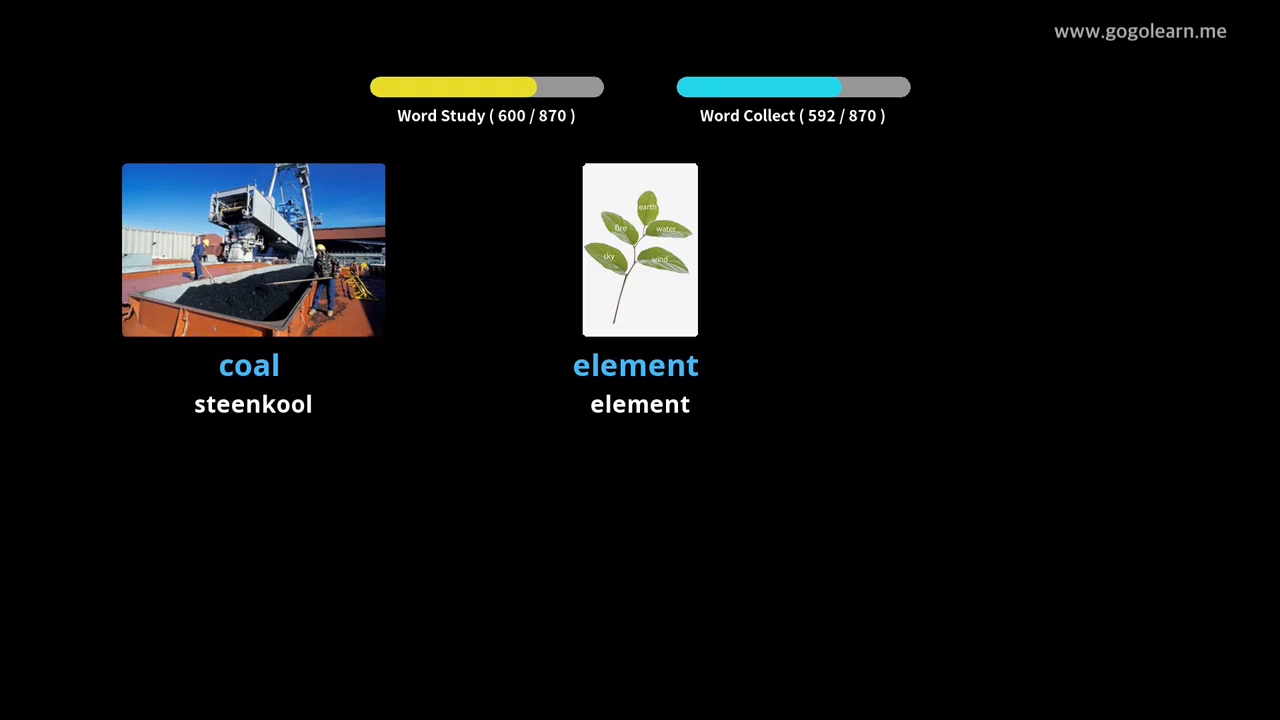 www.gogolearn.me
Word Study ( 600 / 870 )
Word Collect ( 592 / 870 )
earth
fire
water
sky
wind
coal
element
steenkool
element